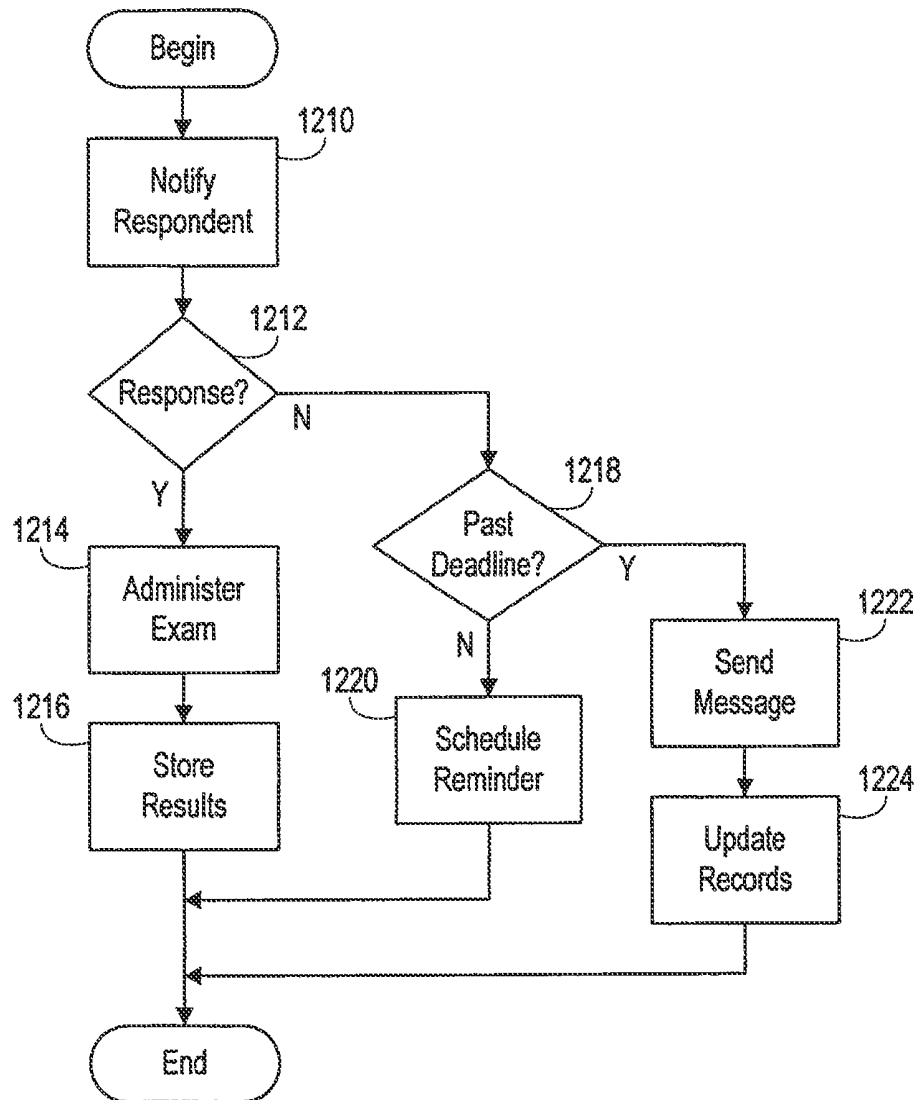 Begin
1210
Notify
Respondent
1212
Response?
N
Y
1218
Past
Deadline?
Y
N
1214
Administer
Exam
1222
Send
Message
1220
Schedule
Reminder
1216
Store
Results
1224
Update
Records
End